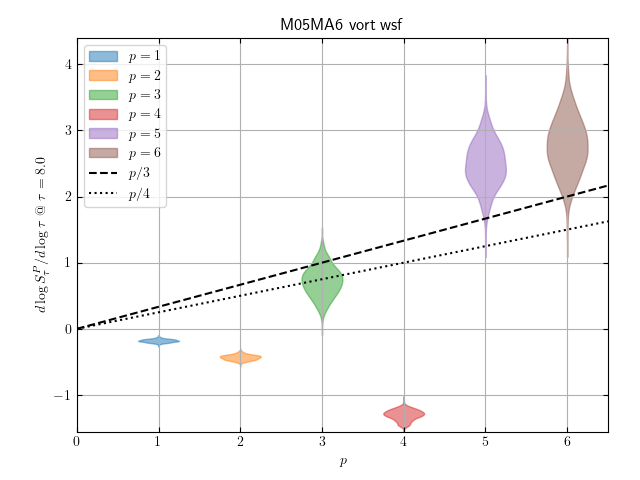 M05MA6 vort wsf
p = 1
p = 2
p = 3
p = 4
p = 5
p = 6
p/3
p/4
d log S_τ^P / d log τ @ τ = 8.0
4
3
2
1
0
−1
0 1 2 3 4 5 6
p